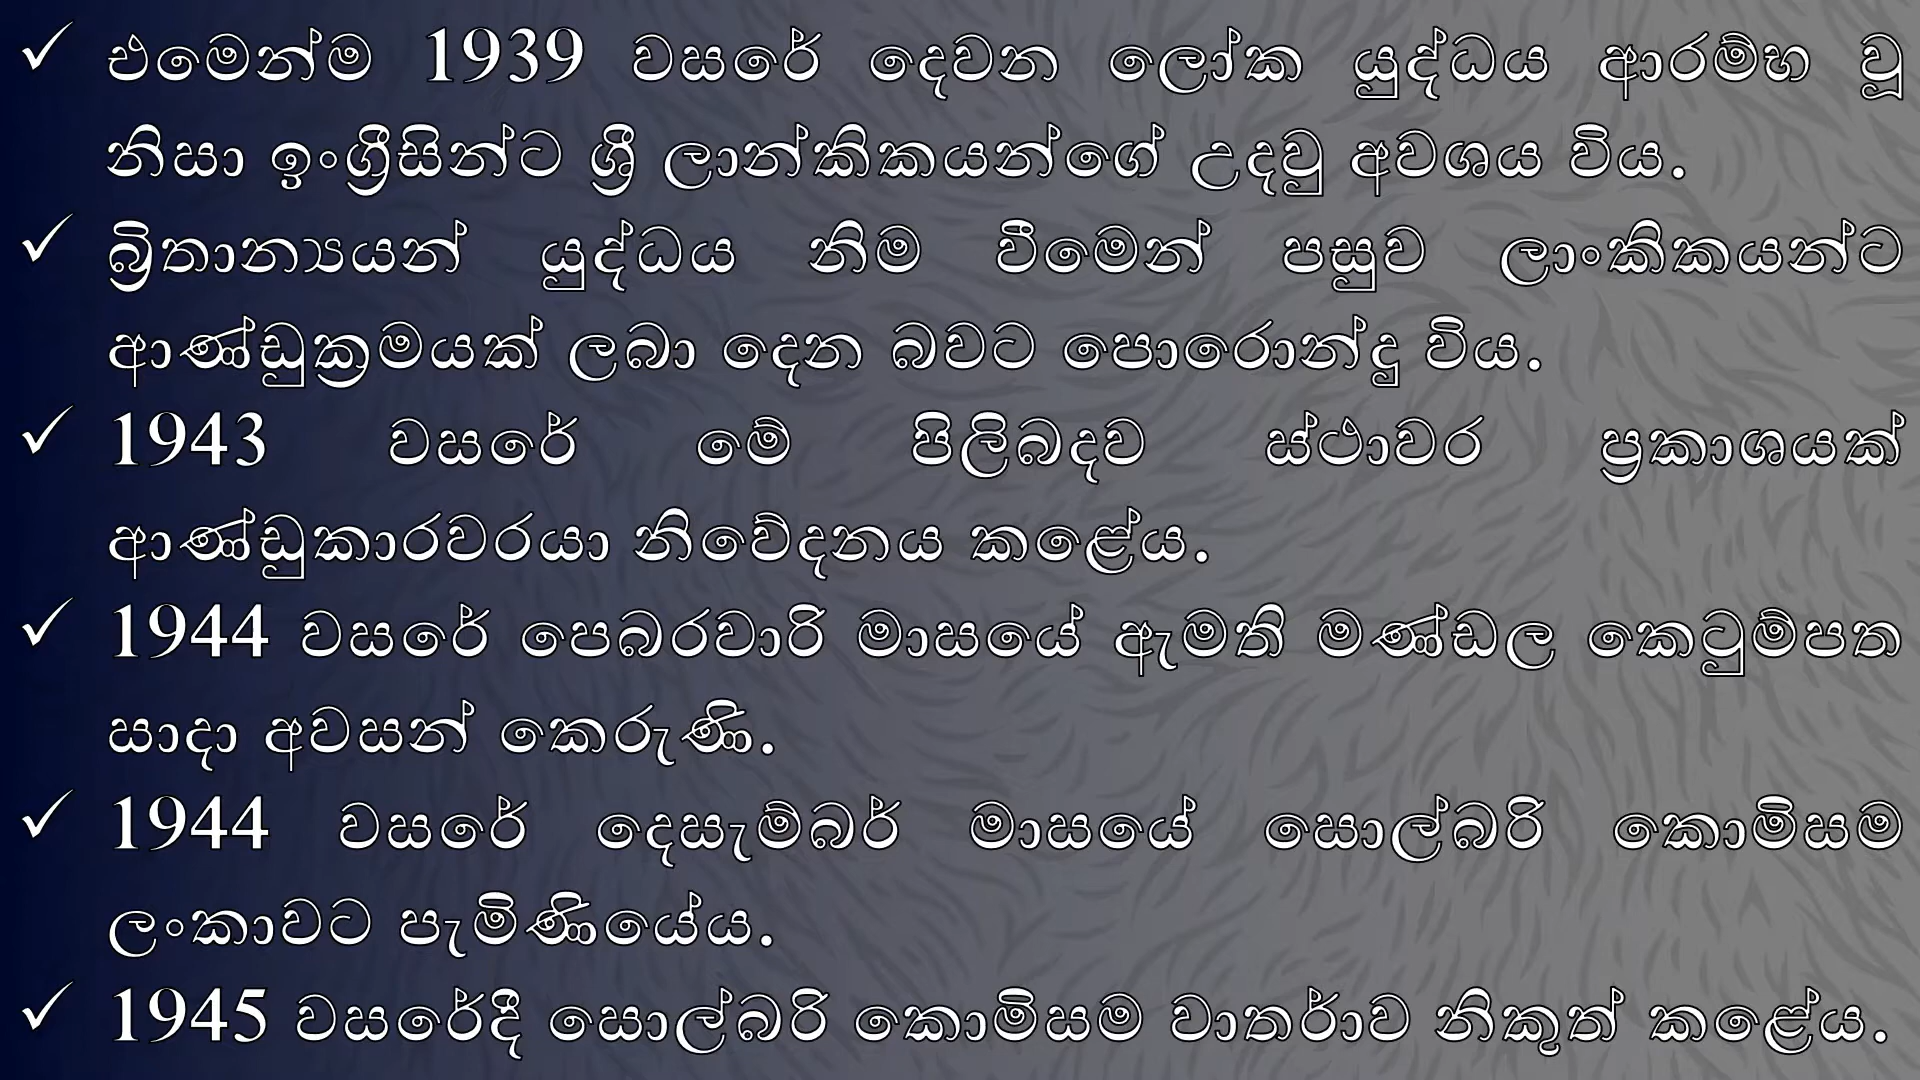 ✓ එමෙන්ම 1939 වසරේ දෙවන ලෝක යුද්ධය ආරම්භ වූ
නිසා ඉංග්‍රීසින්ට ශ්‍රී ලාන්කිකයන්ගේ උදවු අවශය විය.
✓ බ්‍රිතාන්‍යයන් යුද්ධය නිම වීමෙන් පසුව ලාංකිකයන්ට
ආණ්ඩුක්‍රමයක් ලබා දෙන බවට පොරොන්දු විය.
✓ 1943 වසරේ මේ පිලිබදව ස්ථාවර ප්‍රකාශයක්
ආණ්ඩුකාරවරයා නිවේදනය කළේය.
✓ 1944 වසරේ පෙබරවාරි මාසයේ ඇමති මණ්ඩල කෙටුම්පත
සාදා අවසන් කෙරුණි.
✓ 1944 වසරේ දෙසැම්බර් මාසයේ සොල්බරි කොමිසම
ලංකාවට පැමිණියේය.
✓ 1945 වසරේදී සොල්බරි කොමිසම වාර්තාව නිකුත් කළේය.